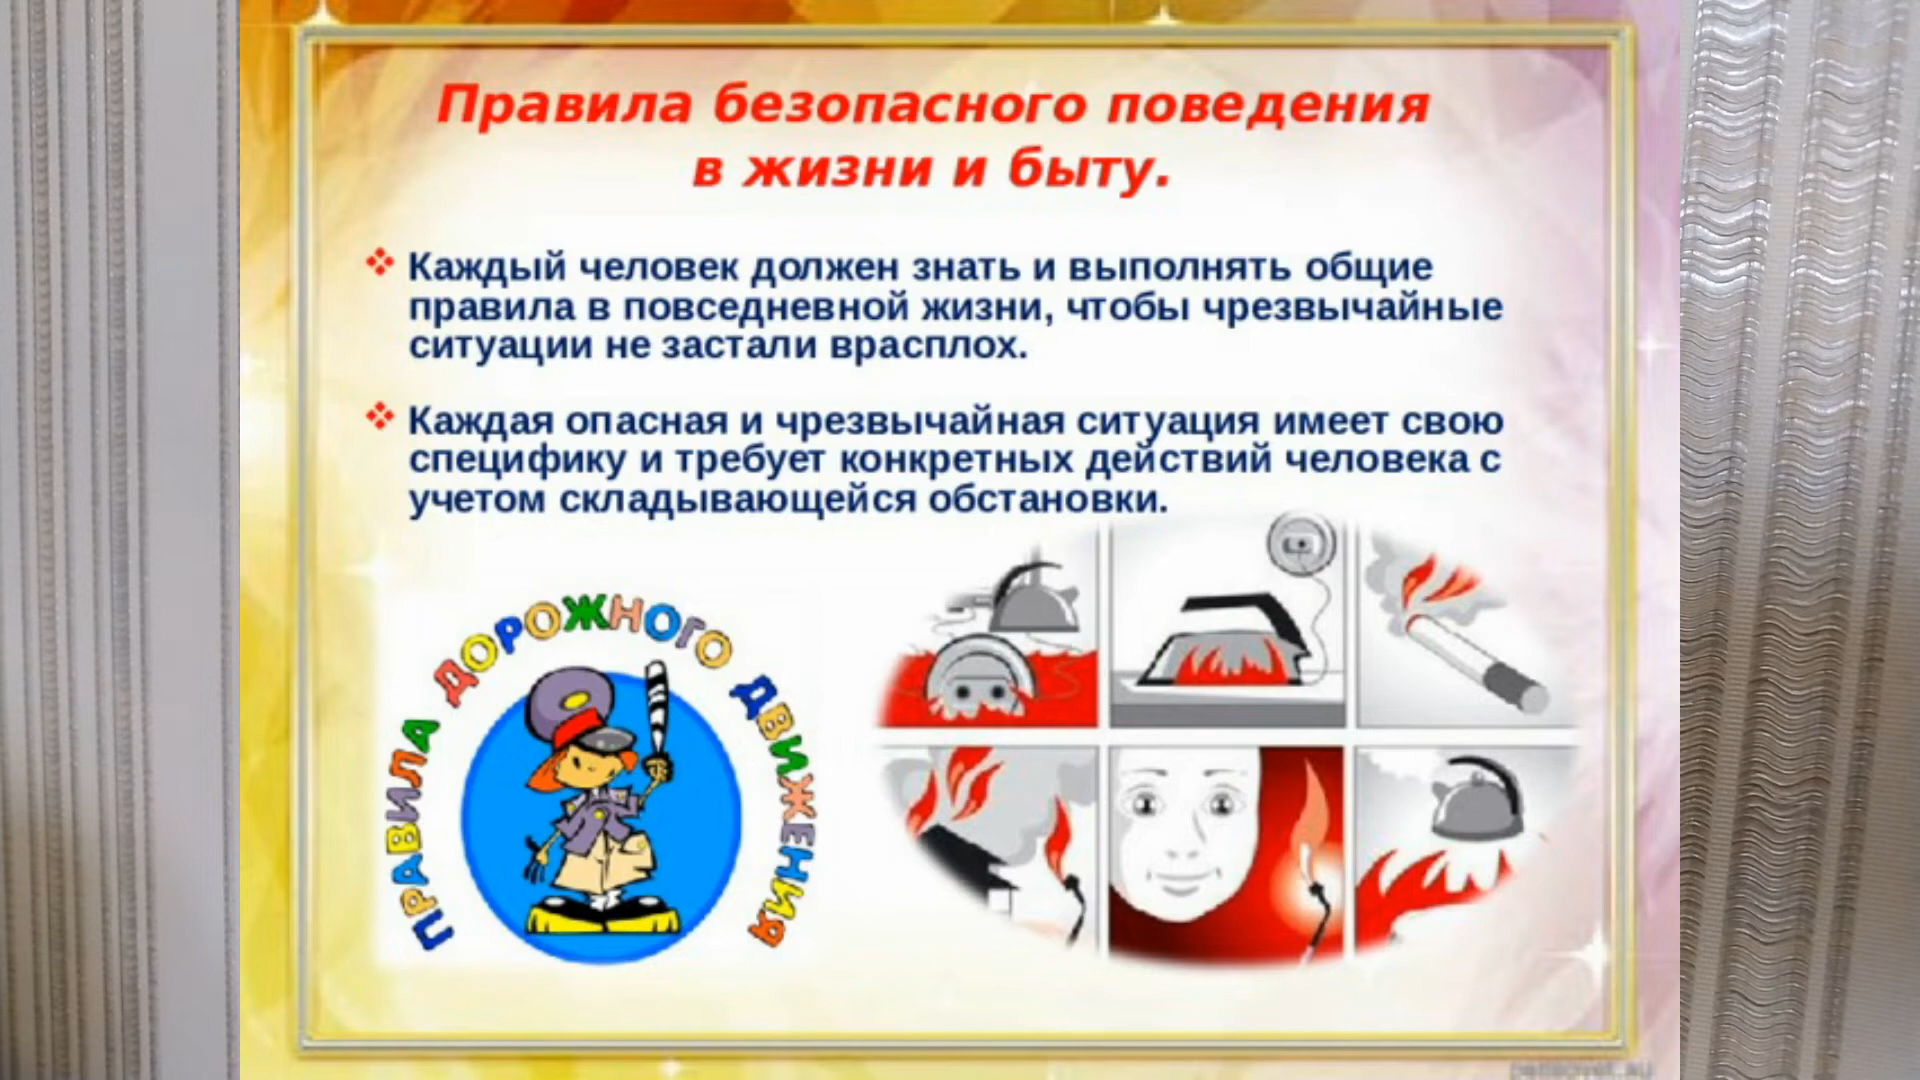 Правила безопасного поведения
в жизни и быту.
Каждый человек должен знать и выполнять общие
правила в повседневной жизни, чтобы чрезвычайные
ситуации не застали врасплох.
Каждая опасная и чрезвычайная ситуация имеет свою
специфику и требует конкретных действий человека с
учетом складывающейся обстановки.
ПРАВИЛА ДОРОЖНОГО ДВИЖЕНИЯ